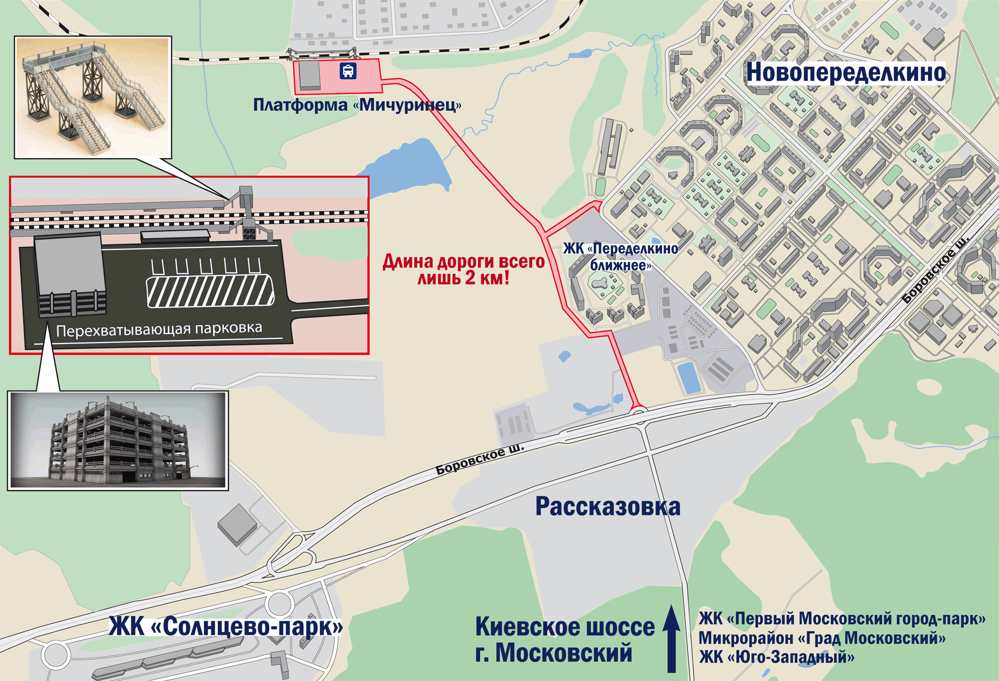 Новопеределкино
Платформа «Мичуринец»
ЖК «Переделкино
ближнее»
Длина дороги всего
лишь 2 км!
Боровское ш.
Перехватывающая парковка
Боровское ш.
Рассказовка
ЖК «Солнцево-парк»
Киевское шоссе
г. Московский
ЖК «Первый Московский город-парк»
Микрорайон «Град Московский»
ЖК «Юго-Западный»